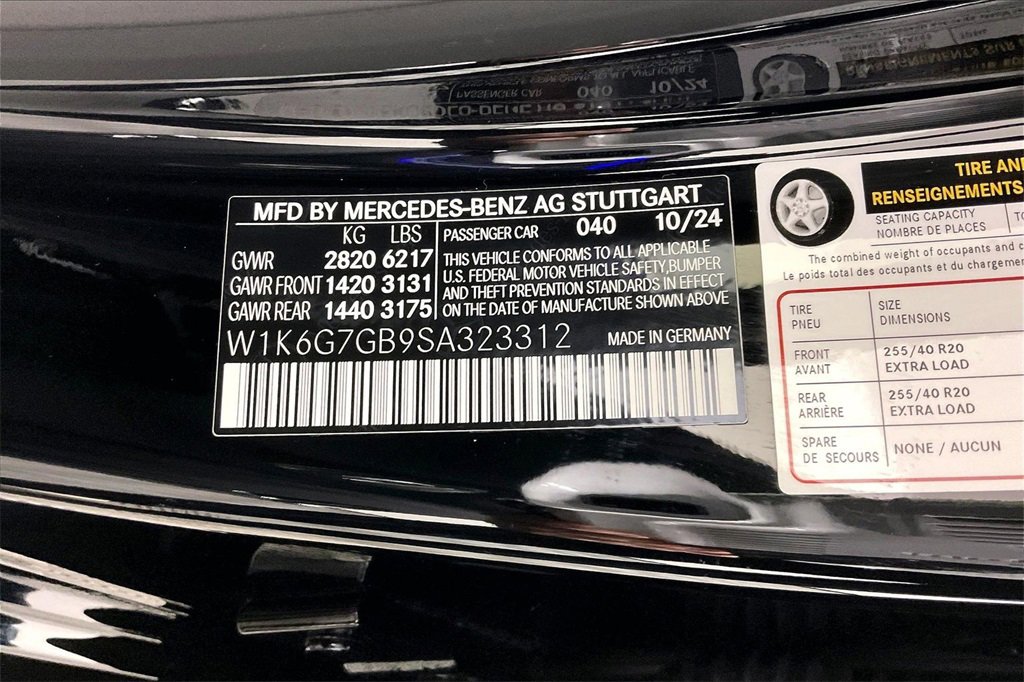 MFD BY MERCEDES-BENZ AG STUTTGART
KG LBS
GVWR 2820 6217
GAWR FRONT 1420 3131
GAWR REAR 1440 3175
PASSENGER CAR 040 10/24
THIS VEHICLE CONFORMS TO ALL APPLICABLE
U.S. FEDERAL MOTOR VEHICLE SAFETY,BUMPER
AND THEFT PREVENTION STANDARDS IN EFFECT
ON THE DATE OF MANUFACTURE SHOWN ABOVE
W1K6G7GB9SA323312
MADE IN GERMANY
TIRE
RENSEIGNEMENTS
SEATING CAPACITY
NOMBRE DE PLACES
The combined weight of occupants and
Le poids total des occupants et du
TIRE
PNEU
SIZE
DIMENSIONS
FRONT
AVANT
255/40 R20
EXTRA LOAD
REAR
ARRIÈRE
255/40 R20
EXTRA LOAD
SPARE
DE SECOURS
NONE / AUCUN